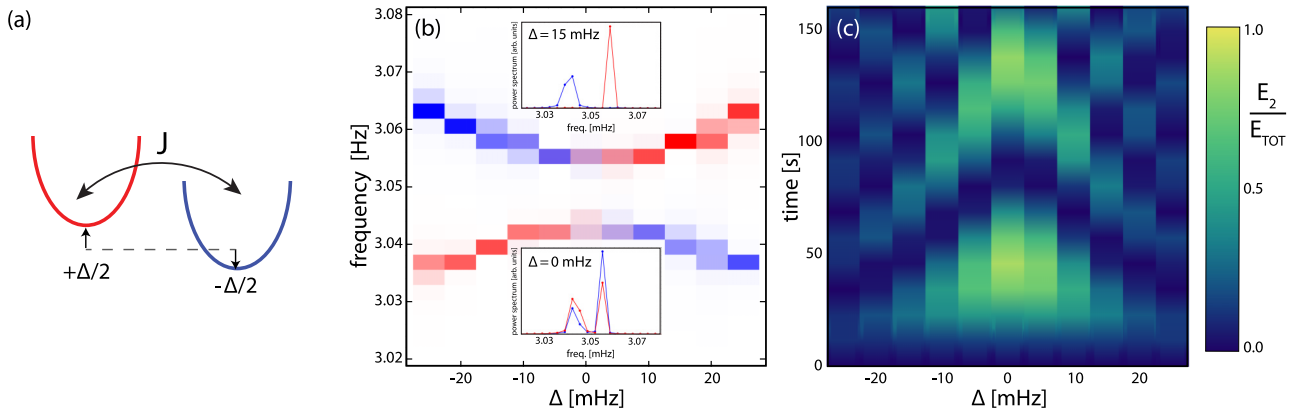 (a)
J
+Δ/2
-Δ/2
(b)
3.08
3.07
3.06
3.05
3.04
3.03
3.02
frequency [Hz]
-20
-10
0
10
20
Δ [mHz]
Δ = 15 mHz
power spectrum [arb. units]
3.03
3.05
3.07
freq. [mHz]
Δ = 0 mHz
power spectrum [arb. units]
3.03
3.05
3.07
freq. [mHz]
(c)
150
100
50
0
time [s]
-20
-10
0
10
20
Δ [mHz]
1.0
0.5
0.0
E2
ETOT